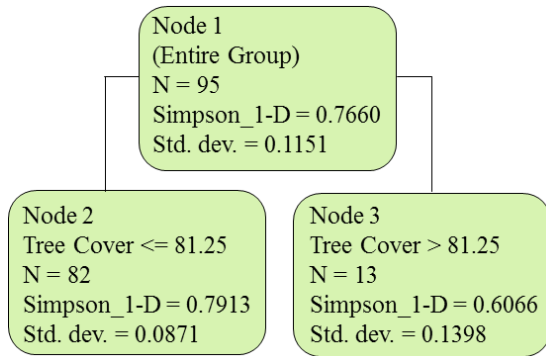 Node 1
(Entire Group)
N = 95
Simpson_1-D = 0.7660
Std. dev. = 0.1151
Node 2
Tree Cover <= 81.25
N = 82
Simpson_1-D = 0.7913
Std. dev. = 0.0871
Node 3
Tree Cover > 81.25
N = 13
Simpson_1-D = 0.6066
Std. dev. = 0.1398